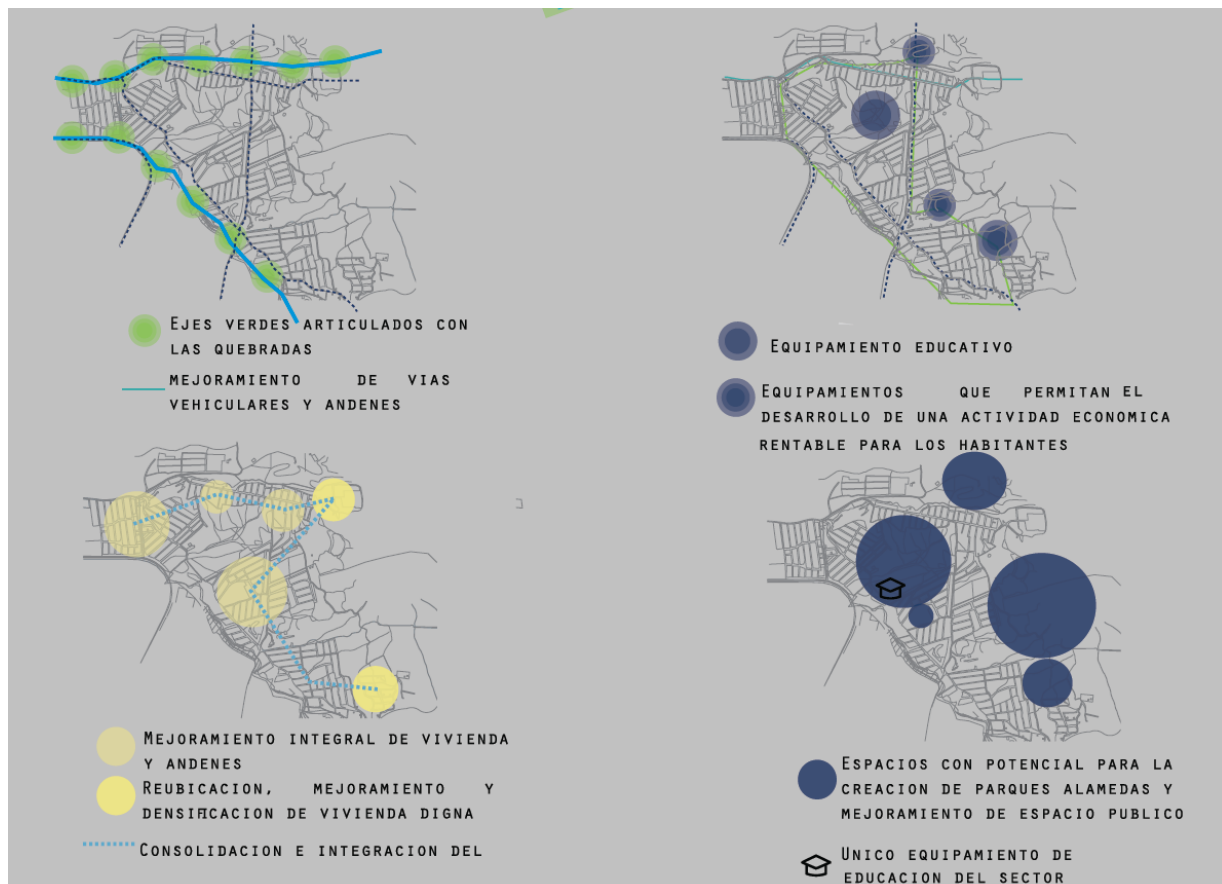 EJES VERDES ARTICULADOS CON
LAS QUEBRADAS
MEJORAMIENTO DE VIAS
VEHICULARES Y ANDENES
EQUIPAMIENTO EDUCATIVO
EQUIPAMIENTOS QUE PERMITAN EL
DESARROLLO DE UNA ACTIVIDAD ECONOMICA
RENTABLE PARA LOS HABITANTES
MEJORAMIENTO INTEGRAL DE VIVIENDA
Y ANDENES
REUBICACION, MEJORAMIENTO Y
DENSIFICACION DE VIVIENDA DIGNA
CONSOLIDACION E INTEGRACION DEL
ESPACIOS CON POTENCIAL PARA LA
CREACION DE PARQUES ALAMEDAS Y
MEJORAMIENTO DE ESPACIO PUBLICO
UNICO EQUIPAMIENTO DE
EDUCACION DEL SECTOR